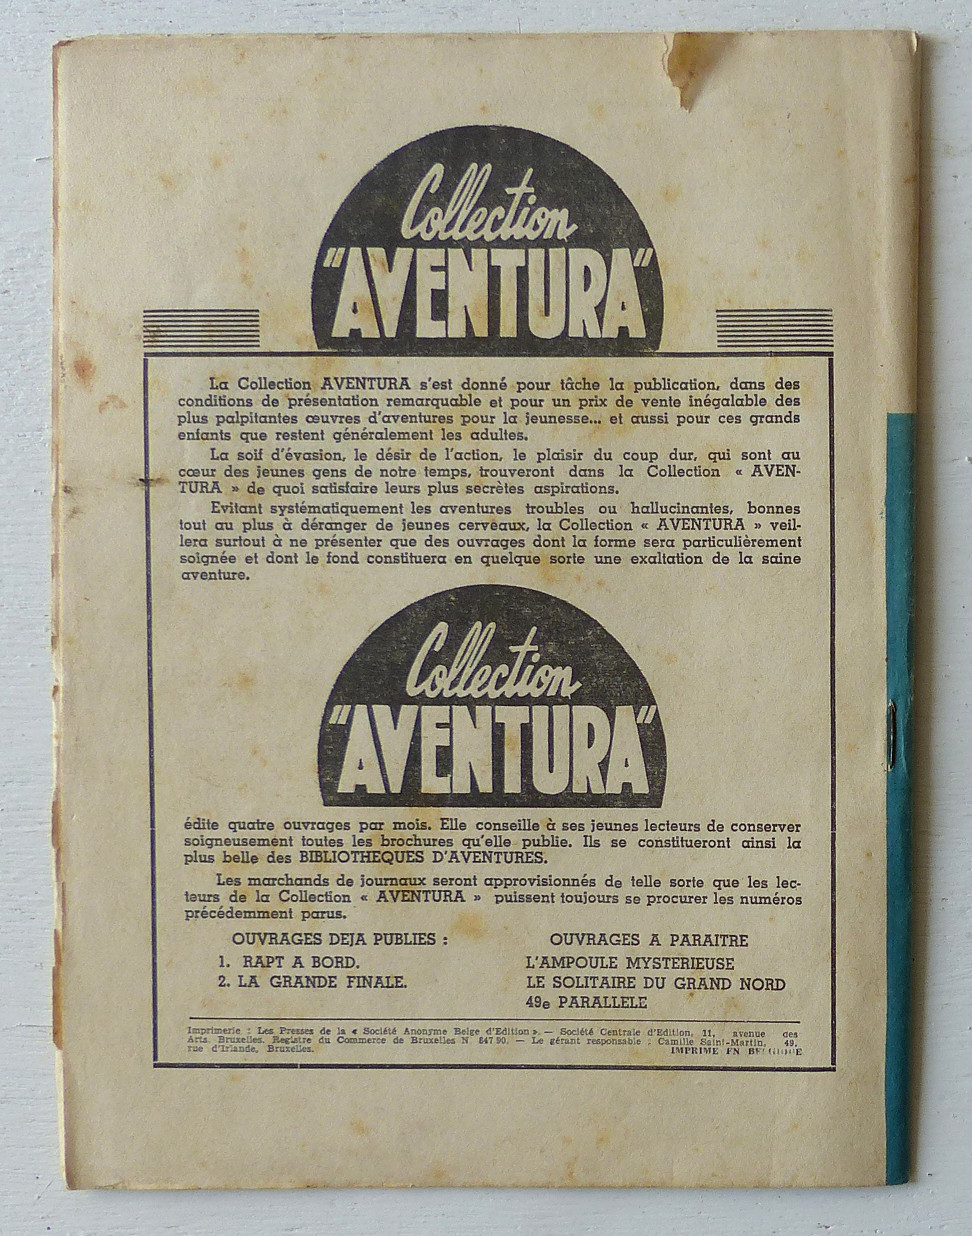 Collection
"AVENTURA"
La Collection AVENTURA s'est donné pour tâche la publication, dans des
conditions de présentation remarquable et pour un prix de vente inégalable, des
plus palpitantes œuvres d'aventures pour la jeunesse... et aussi pour ces grands
enfants que restent généralement les adultes.
La soif d'évasion, le désir de l'action, le plaisir du coup dur, qui sont au
cœur des jeunes gens de notre temps, trouveront dans la Collection « AVEN-
TURA » de quoi satisfaire leurs plus secrètes aspirations.
Evitant systématiquement les aventures troubles ou hallucinantes, bonnes
tout au plus à déranger de jeunes cerveaux, la Collection « AVENTURA » veil-
lera surtout à ne présenter que des ouvrages dont la forme sera particulièrement
soignée et dont le fond constituera en quelque sorte une exaltation de la saine
aventure.
Collection
"AVENTURA"
édite quatre ouvrages par mois. Elle conseille à ses jeunes lecteurs de conserver
soigneusement toutes les brochures qu'elle publie. Ils se constitueront ainsi la
plus belle des BIBLIOTHEQUES D'AVENTURES.
Les marchands de journaux seront approvisionnés de telle sorte que les lec-
teurs de la Collection « AVENTURA » puissent toujours se procurer les numéros
précédemment parus.
OUVRAGES DEJA PUBLIES :
1. RAPT A BORD.
2. LA GRANDE FINALE.
OUVRAGES A PARAITRE
L'AMPOULE MYSTERIEUSE
LE SOLITAIRE DU GRAND NORD
49e PARALLELE
Imprimerie : Les Presses de la « Société Anonyme Belge d'Edition ». — Société Centrale d'Edition, 11, avenue des
Arts, Bruxelles. Registre du Commerce de Bruxelles N. 847 90. — Le gérant responsable : Camille Saint-Martin, 49,
rue d'Irlande, Bruxelles.
IMPRIME EN BELGIQUE